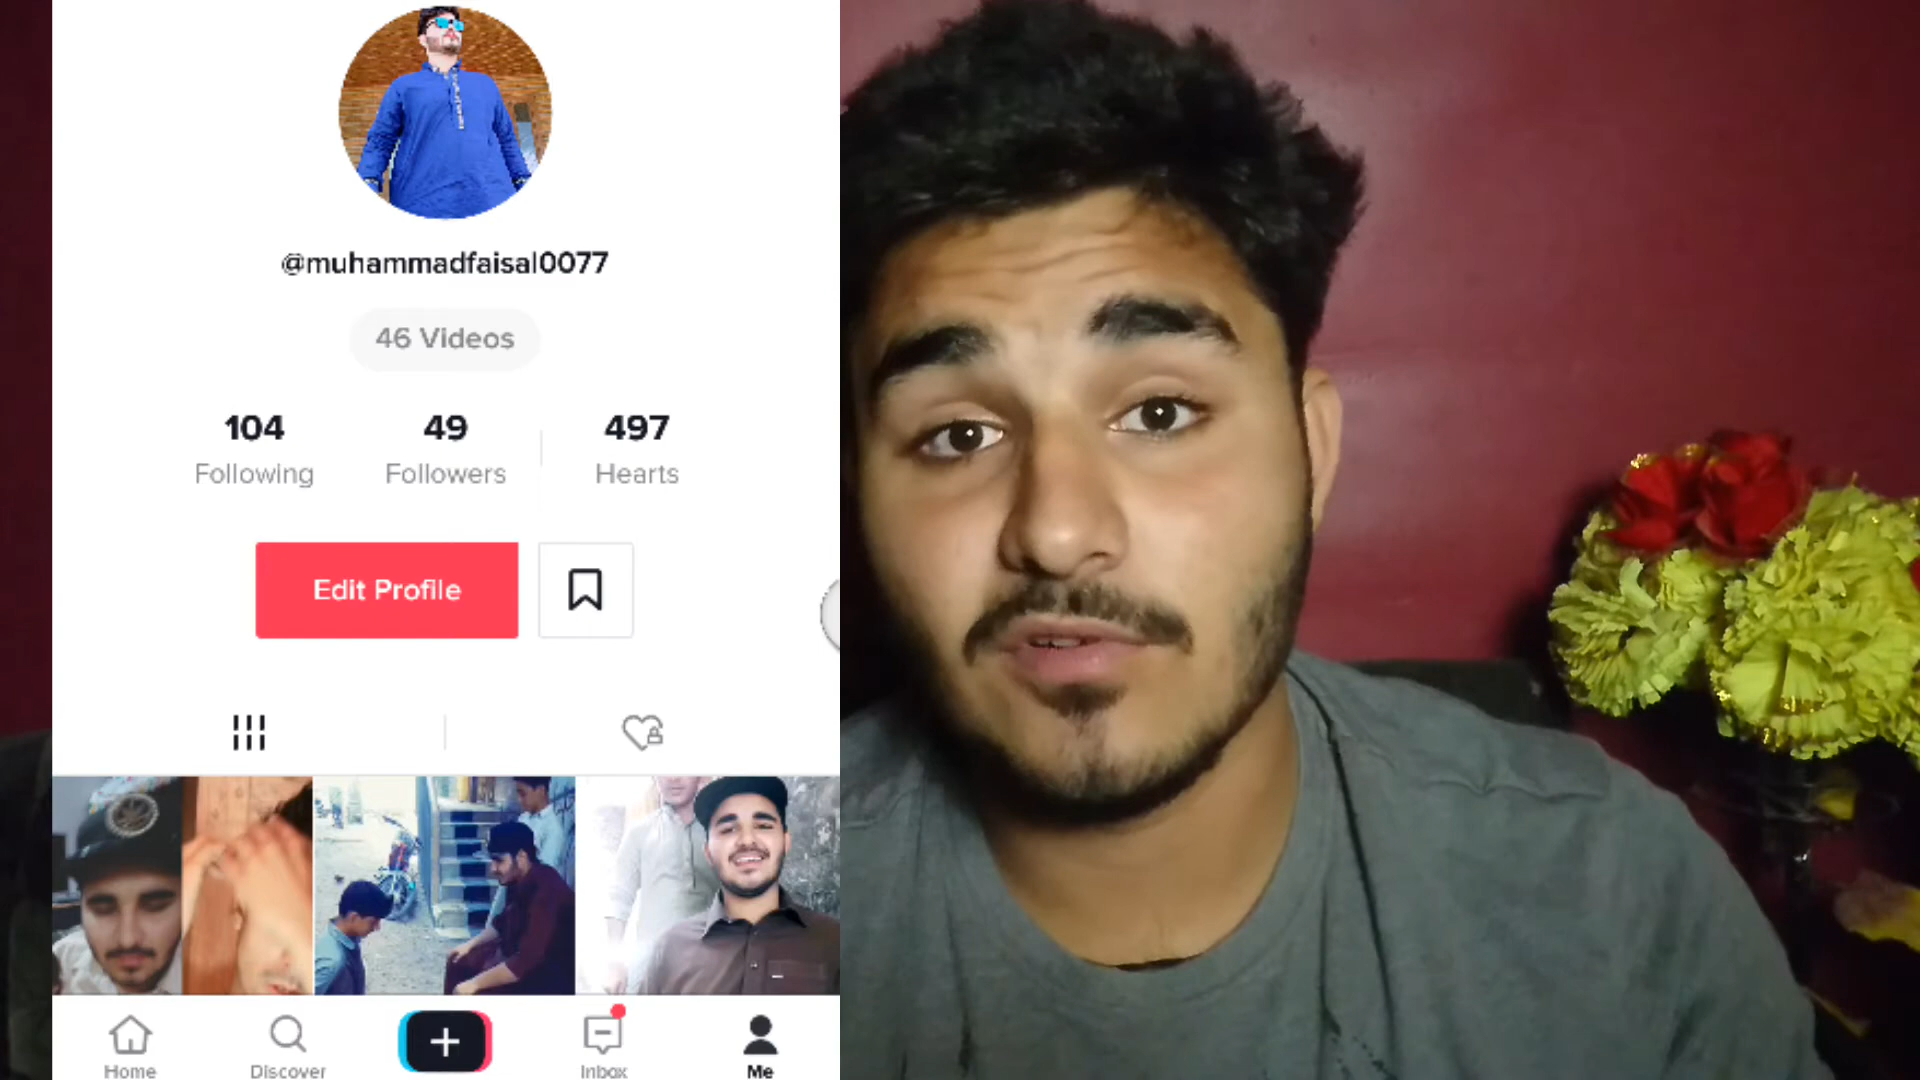 @muhammadfaisal0077
46 Videos
104 49 497
Following Followers Hearts
Edit Profile
Home Discover Inbox Me